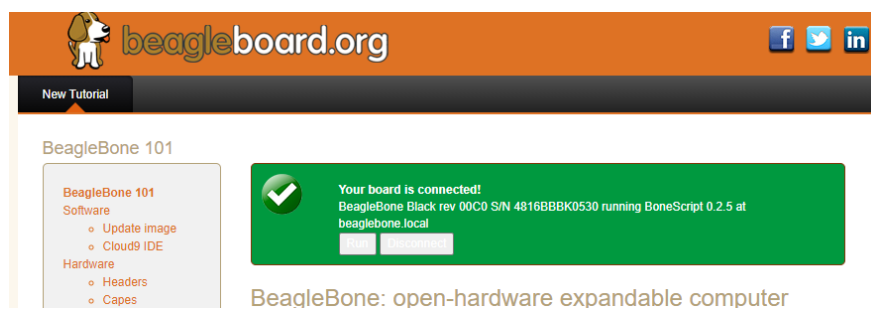 beagleboard.org
f
in
New Tutorial
BeagleBone 101
BeagleBone 101
Software
Update image
Cloud9 IDE
Hardware
Headers
Capes
Your board is connected!
BeagleBone Black rev 00C0 S/N 4816BBBK0530 running BoneScript 0.2.5 at
beaglebone.local
Run Disconnect
BeagleBone: open-hardware expandable computer